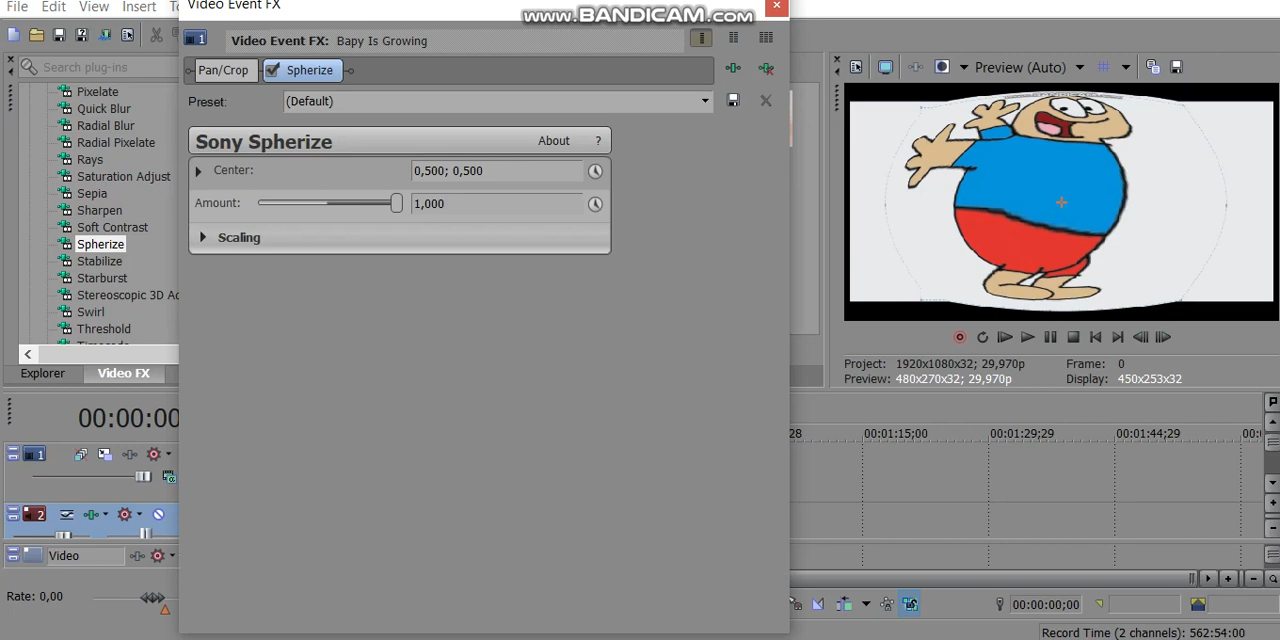 Video Event FX
www.BANDICAM.com
File Edit View Insert
Video Event FX: Bapy Is Growing
Pan/Crop Spherize
Preset: (Default)
Sony Spherize About ?
Center: 0,500; 0,500
Amount: 1,000
Scaling
Search plug-ins
Pixelate
Quick Blur
Radial Blur
Radial Pixelate
Rays
Saturation Adjust
Sepia
Sharpen
Soft Contrast
Spherize
Stabilize
Starburst
Stereoscopic 3D
Swirl
Threshold
Explorer Video FX
Preview (Auto)
Project: 1920x1080x32; 29,970p Frame: 0
Preview: 480x270x32; 29,970p Display: 450x253x32
00:00:00
:28 00:01:15;00 00:01:29;29 00:01:44;29
1
2
Video
Rate: 0,00
00:00:00;00
Record Time (2 channels): 562:54:00